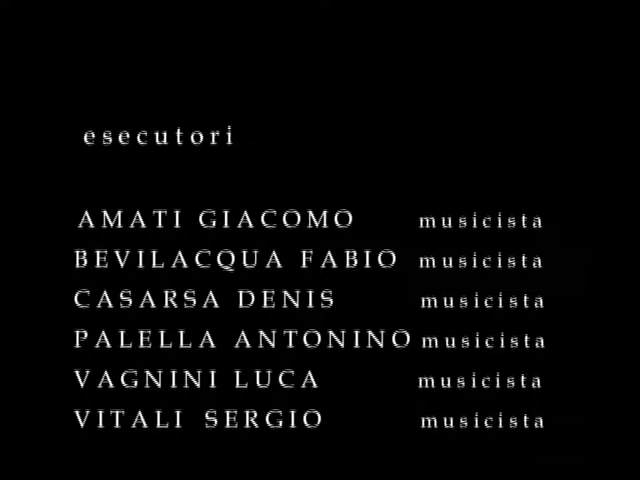 esecutori
AMATI GIACOMO musicista
BEVILACQUA FABIO musicista
CASARSA DENIS musicista
PALELLA ANTONINO musicista
VAGNINI LUCA musicista
VITALI SERGIO musicista